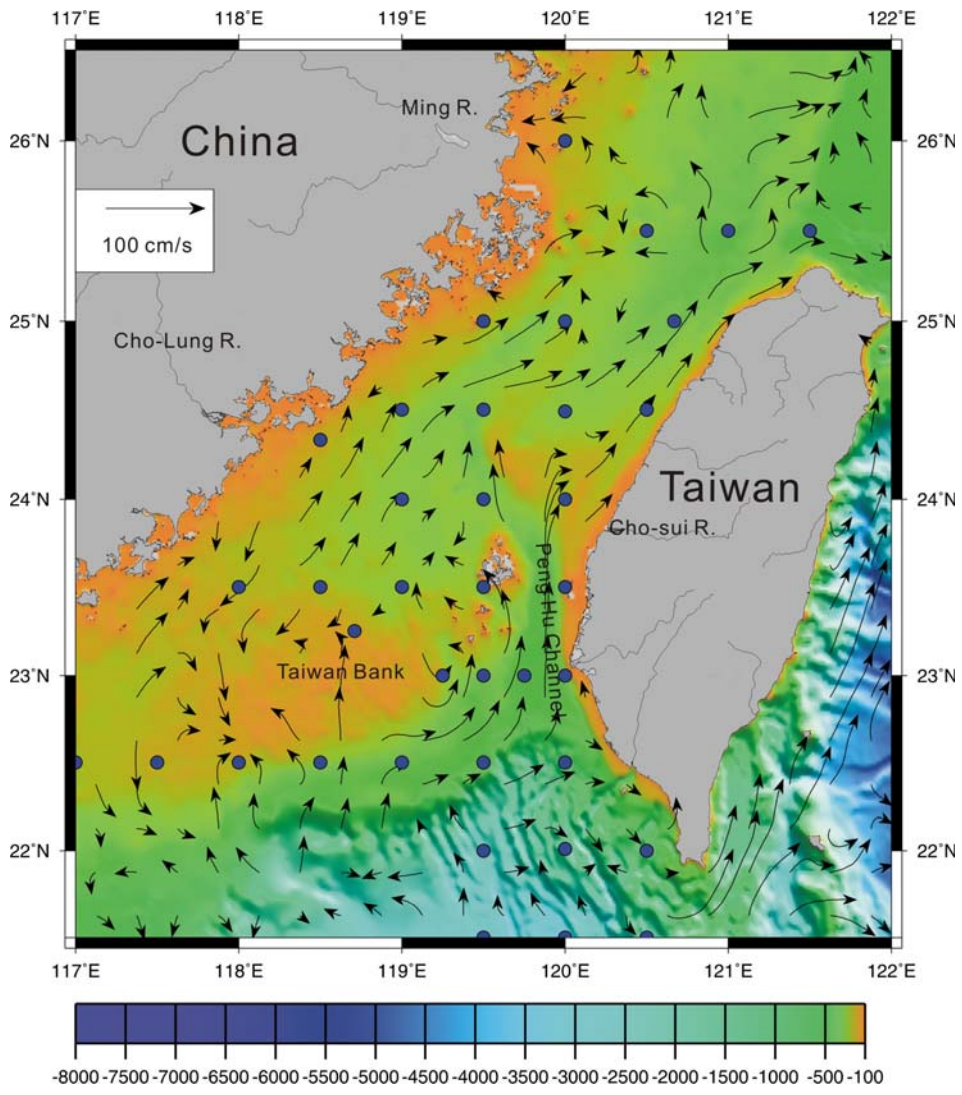 117°E 118°E 119°E 120°E 121°E 122°E
Ming R.
26°N 26°N
China
100 cm/s
25°N 25°N
Cho-Lung R.
24°N 24°N
Taiwan
Cho-sui R.
Peng Hu Channel
23°N 23°N
Taiwan Bank
22°N 22°N
117°E 118°E 119°E 120°E 121°E 122°E
-8000 -7500 -7000 -6500 -6000 -5500 -5000 -4500 -4000 -3500 -3000 -2500 -2000 -1500 -1000 -500 -100